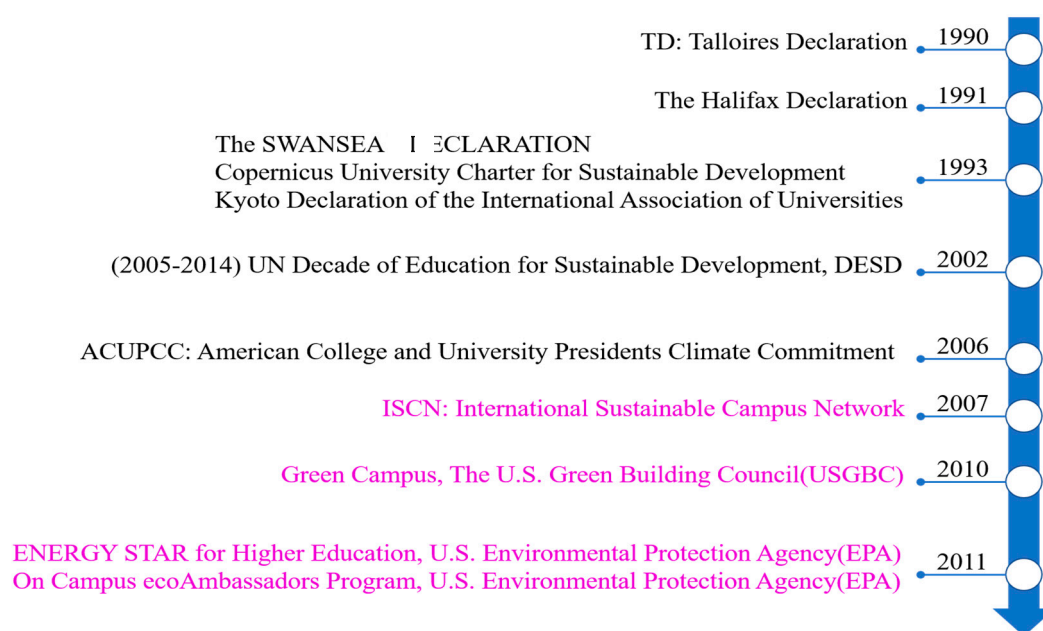 TD: Talloires Declaration 1990
The Halifax Declaration 1991
The SWANSEA
Copernicus University Charter for Sustainable Development 1993
Kyoto Declaration of the International Association of Universities
(2005-2014) UN Decade of Education for Sustainable Development, DESD 2002
ACUPCC: American College and University Presidents Climate Commitment 2006
ISCN: International Sustainable Campus Network 2007
Green Campus, The U.S. Green Building Council(USGBC) 2010
ENERGY STAR for Higher Education, U.S. Environmental Protection Agency(EPA)
On Campus ecoAmbassadors Program, U.S. Environmental Protection Agency(EPA) 2011